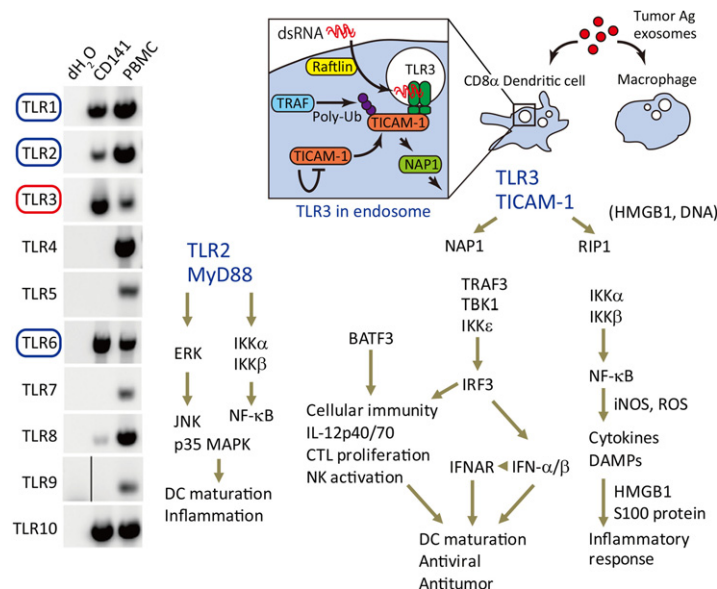 dH2O
CD141
PBMC
TLR1
TLR2
TLR3
TLR4
TLR5
TLR6
TLR7
TLR8
TLR9
TLR10
dsRNA
Raftlin
TLR3
TRAF
Poly-Ub
TICAM-1
TICAM-1
NAP1
TLR3 in endosome
Tumor Ag
exosomes
CD8α Dendritic cell
Macrophage
TLR2
MyD88
ERK
JNK
p35 MAPK
IKKα
IKKβ
NF-κB
DC maturation
Inflammation
TLR3
TICAM-1
(HMGB1, DNA)
NAP1
RIP1
TRAF3
TBK1
IKKε
BATF3
IRF3
Cellular immunity
IL-12p40/70
CTL proliferation
NK activation
IFNAR
IFN-α/β
DC maturation
Antiviral
Antitumor
IKKα
IKKβ
NF-κB
iNOS, ROS
Cytokines
DAMPs
HMGB1
S100 protein
Inflammatory
response